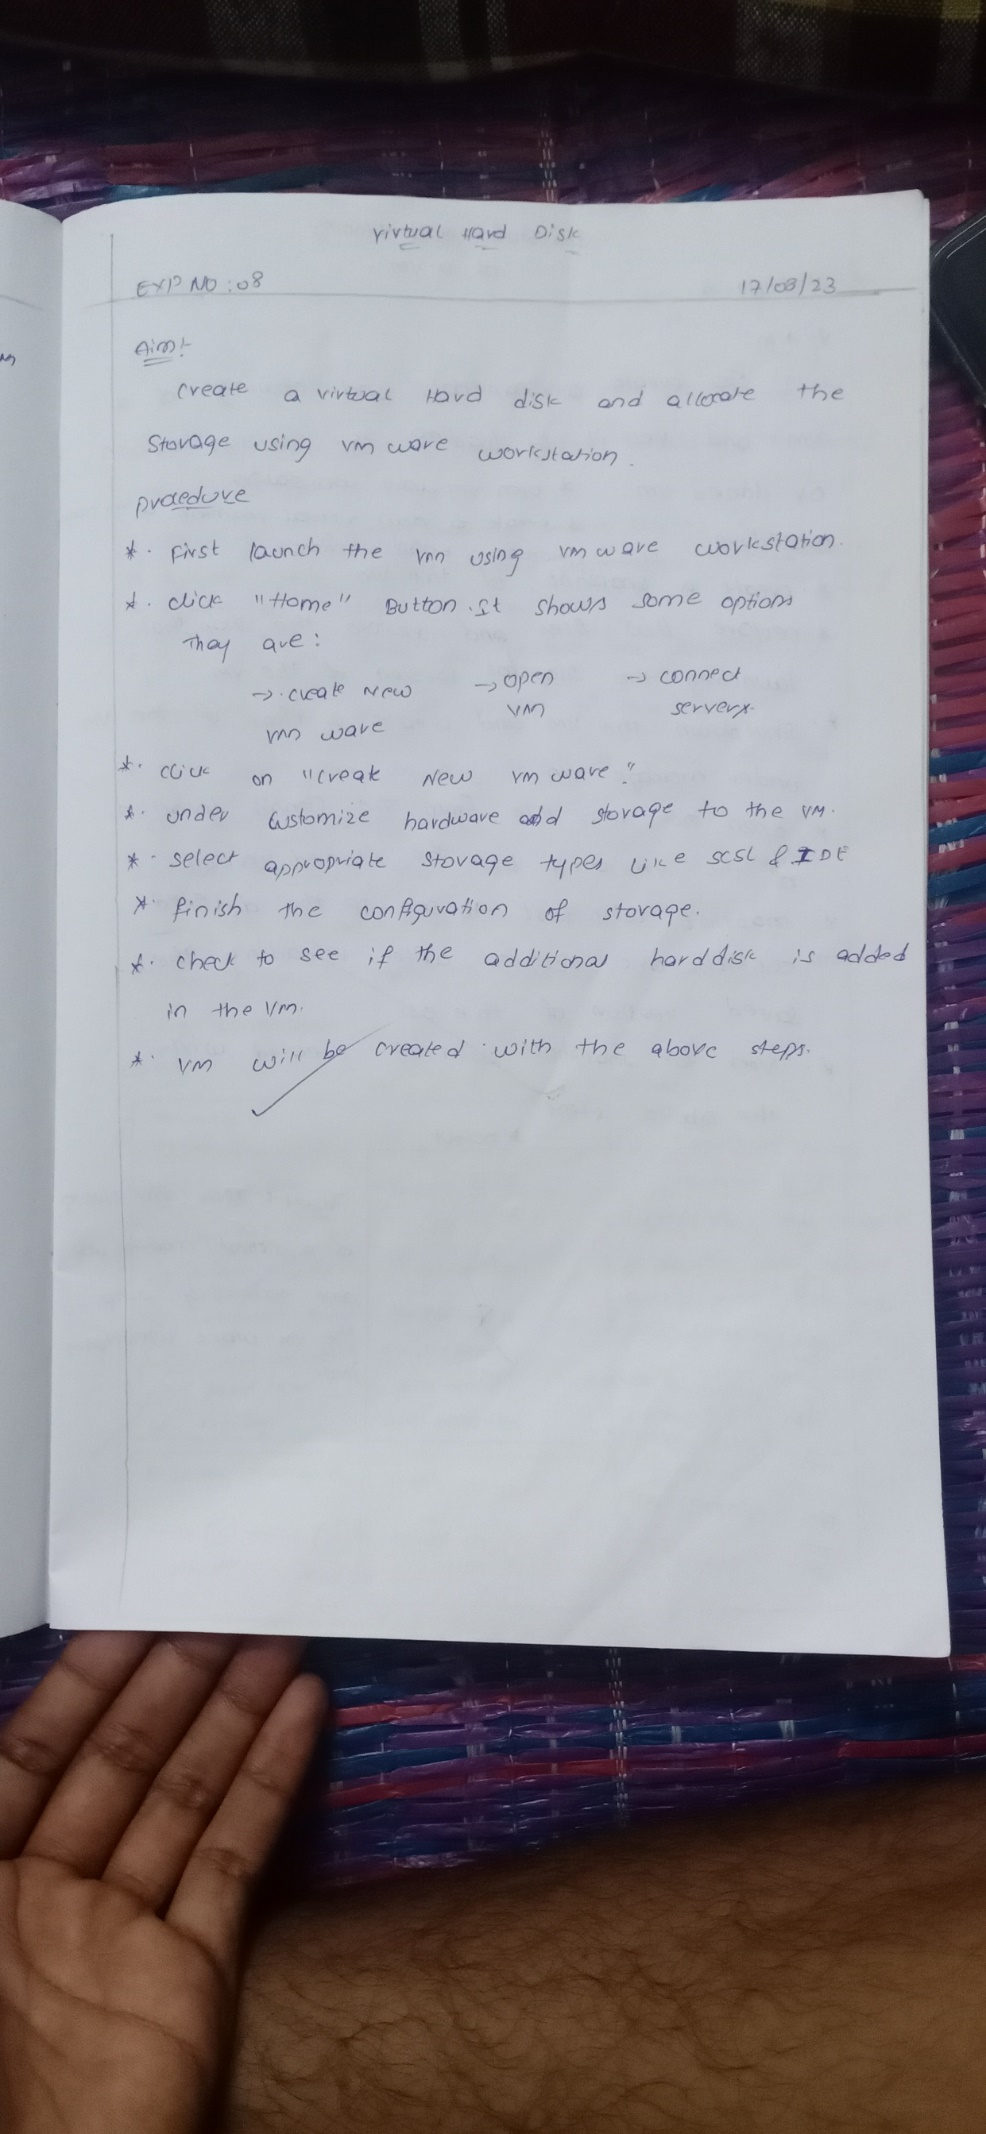 Virtual Hard Disk
EXP NO : 08 17/08/23
Aim:-
Create a virtual Hard disk and allocate the
Storage using vm ware workstation.
procedure
*. First launch the vm using vm ware workstation.
*. click "Home" Button. It shows some options
They are:
→. create New → open → connect
vm ware VM server
*. click on "create New vm ware."
*. under customize hardware add storage to the VM.
*. select appropriate storage types like SCSI & IDE
*. finish the configuration of storage.
*. check to see if the additional harddisk is added
in the VM.
*. VM will be created with the above steps.